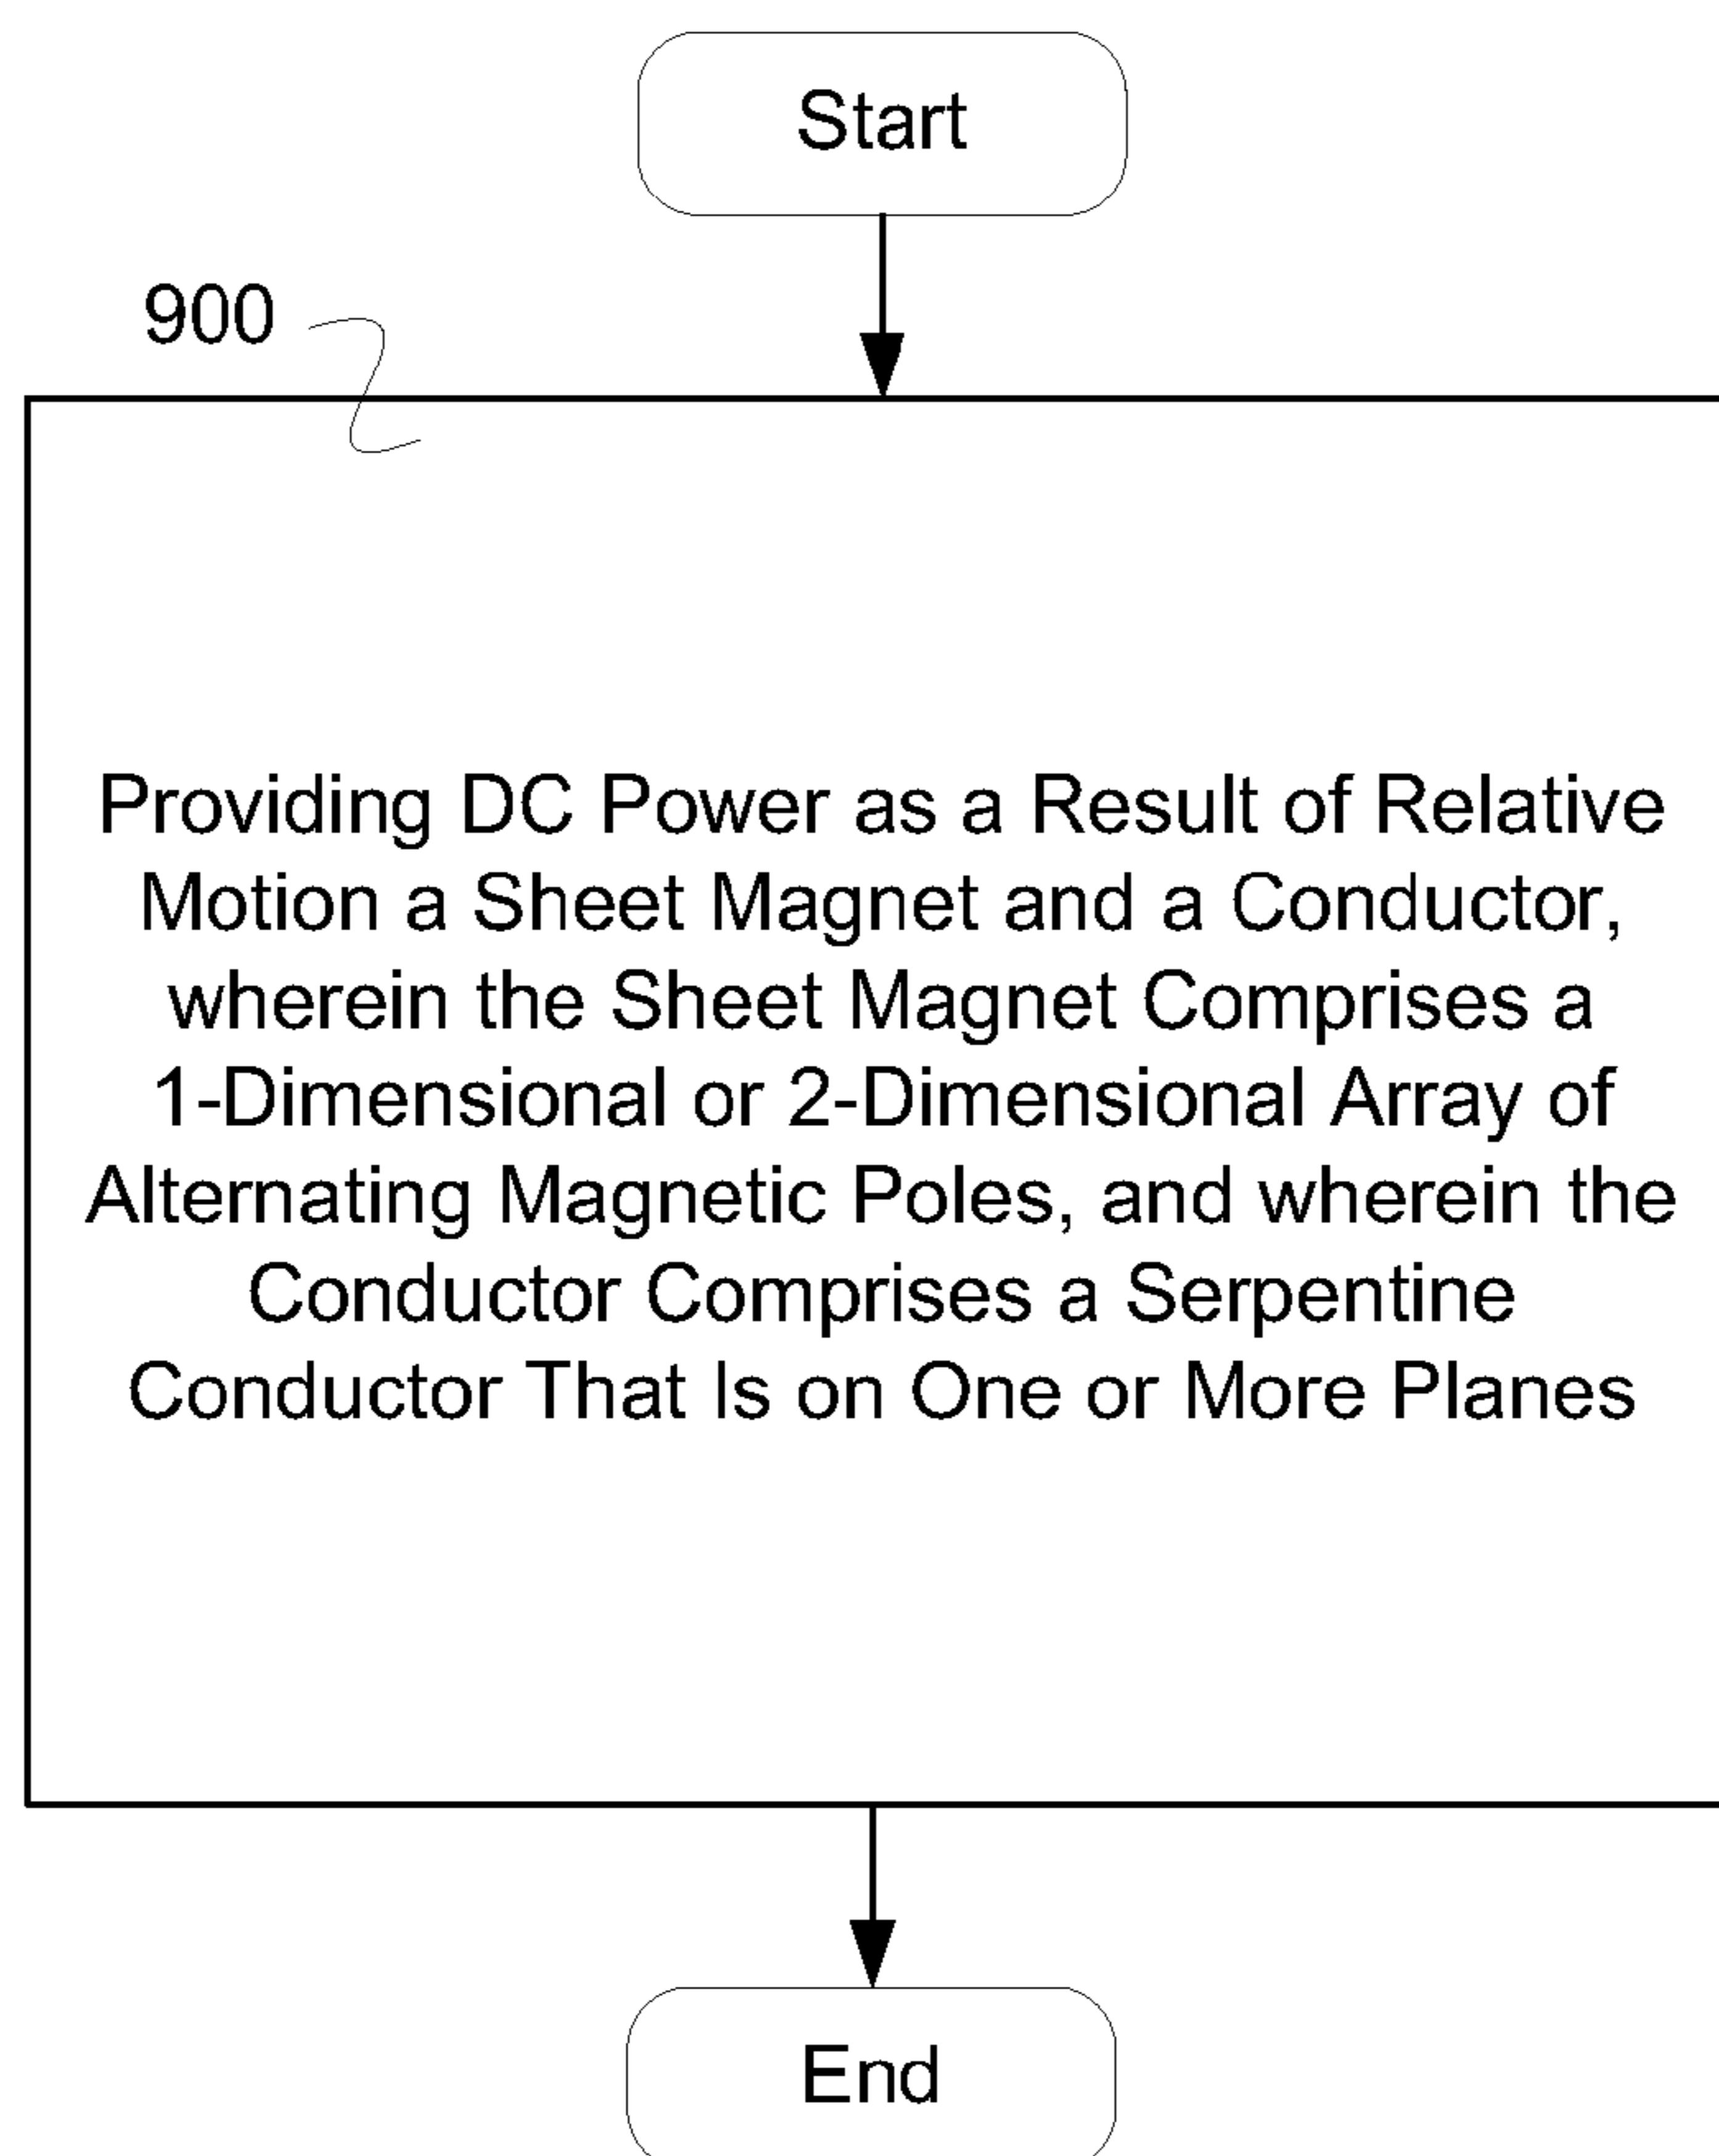 Start
900
Providing DC Power as a Result of Relative
Motion a Sheet Magnet and a Conductor,
wherein the Sheet Magnet Comprises a
1-Dimensional or 2-Dimensional Array of
Alternating Magnetic Poles, and wherein the
Conductor Comprises a Serpentine
Conductor That Is on One or More Planes
End